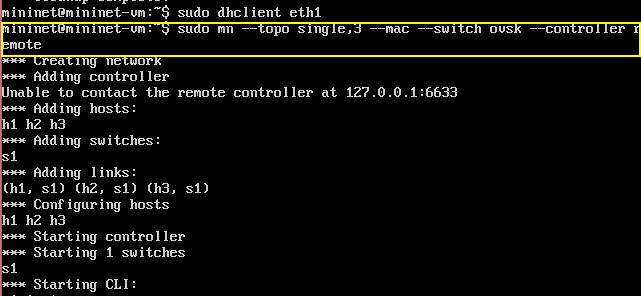 mininet@mininet-vm:~$ sudo dhclient eth1
mininet@mininet-vm:~$ sudo mn --topo single,3 --mac --switch ovsk --controller r
emote
*** Creating network
*** Adding controller
Unable to contact the remote controller at 127.0.0.1:6633
*** Adding hosts:
h1 h2 h3
*** Adding switches:
s1
*** Adding links:
(h1, s1) (h2, s1) (h3, s1)
*** Configuring hosts
h1 h2 h3
*** Starting controller
*** Starting 1 switches
s1
*** Starting CLI: